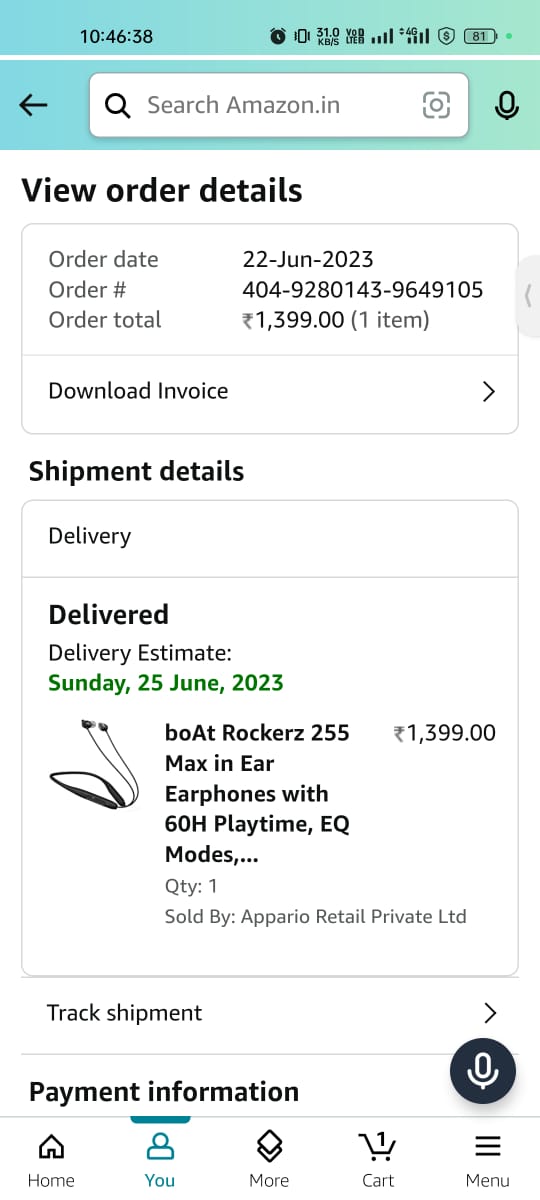 10:46:38
31.0 KB/S
4G
81
Search Amazon.in
View order details
Order date 22-Jun-2023
Order # 404-9280143-9649105
Order total ₹1,399.00 (1 item)
Download Invoice
Shipment details
Delivery
Delivered
Delivery Estimate:
Sunday, 25 June, 2023
boAt Rockerz 255 ₹1,399.00
Max in Ear
Earphones with
60H Playtime, EQ
Modes,...
Qty: 1
Sold By: Appario Retail Private Ltd
Track shipment
Payment information
1
Home You More Cart Menu